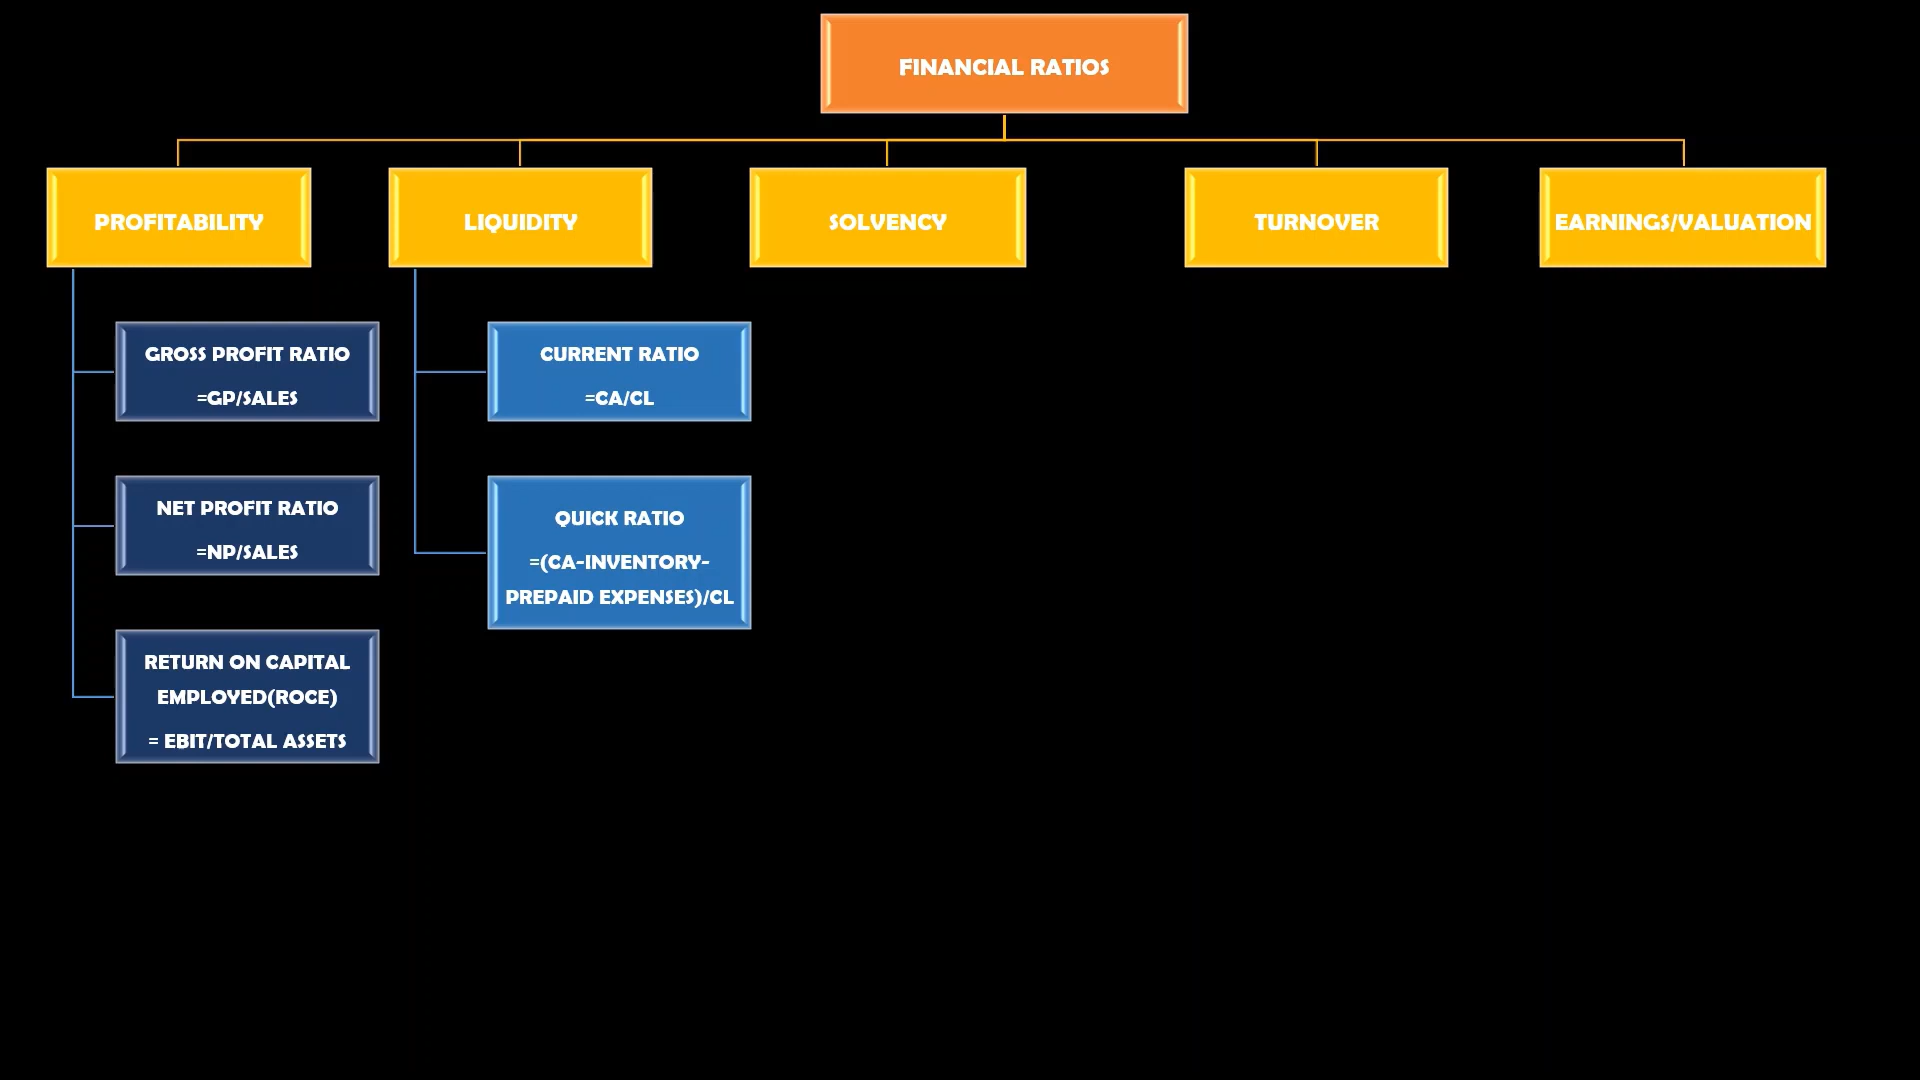 FINANCIAL RATIOS
PROFITABILITY
LIQUIDITY
SOLVENCY
TURNOVER
EARNINGS/VALUATION
GROSS PROFIT RATIO
=GP/SALES
NET PROFIT RATIO
=NP/SALES
RETURN ON CAPITAL
EMPLOYED(ROCE)
= EBIT/TOTAL ASSETS
CURRENT RATIO
=CA/CL
QUICK RATIO
=(CA-INVENTORY-
PREPAID EXPENSES)/CL